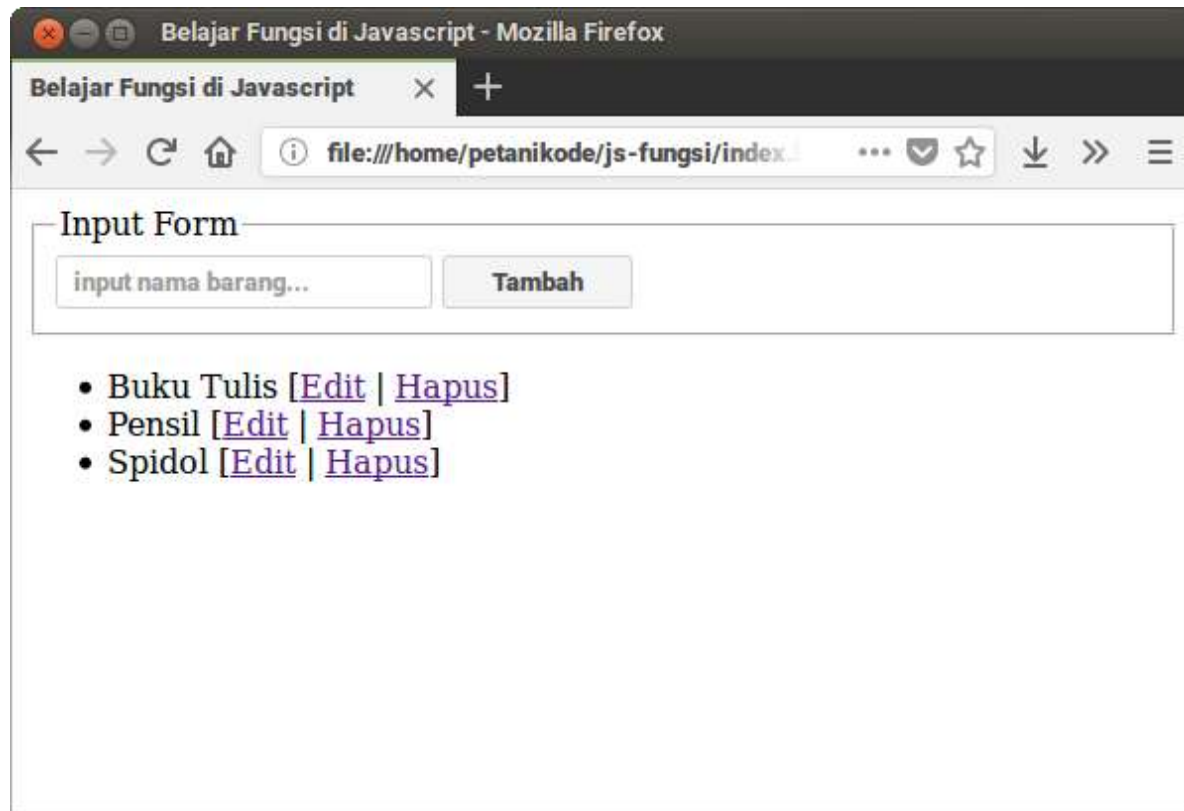 Belajar Fungsi di Javascript - Mozilla Firefox
Belajar Fungsi di Javascript
file:///home/petanikode/js-fungsi/index.
Input Form
input nama barang...
Tambah
• Buku Tulis [Edit | Hapus]
• Pensil [Edit | Hapus]
• Spidol [Edit | Hapus]